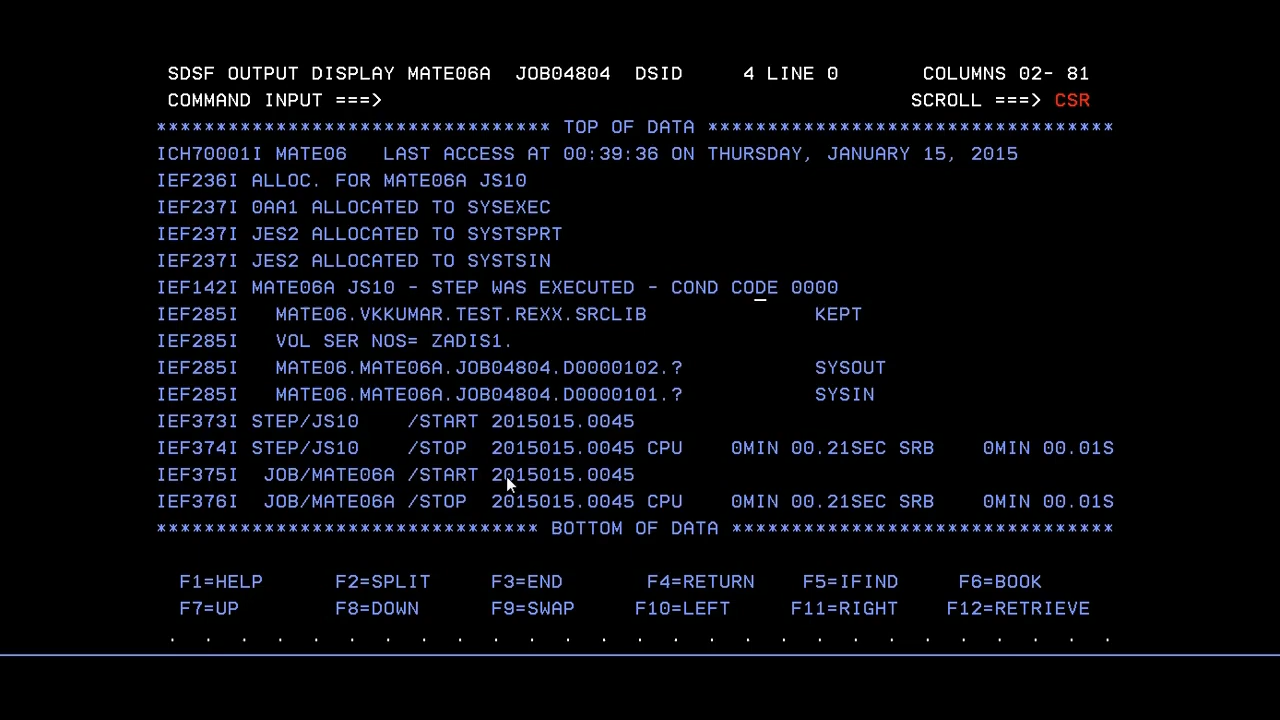 SDSF OUTPUT DISPLAY MATE06A  JOB04804  DSID     4 LINE 0       COLUMNS 02- 81
COMMAND INPUT ===>                                            SCROLL ===> CSR
********************************* TOP OF DATA **********************************
ICH70001I MATE06   LAST ACCESS AT 00:39:36 ON THURSDAY, JANUARY 15, 2015
IEF236I ALLOC. FOR MATE06A JS10
IEF237I 0AA1 ALLOCATED TO SYSEXEC
IEF237I JES2 ALLOCATED TO SYSTSPRT
IEF237I JES2 ALLOCATED TO SYSTSIN
IEF142I MATE06A JS10 - STEP WAS EXECUTED - COND CODE 0000
IEF285I   MATE06.VKKUMAR.TEST.REXX.SRCLIB              KEPT
IEF285I   VOL SER NOS= ZADIS1.
IEF285I   MATE06.MATE06A.JOB04804.D0000102.?           SYSOUT
IEF285I   MATE06.MATE06A.JOB04804.D0000101.?           SYSIN
IEF373I STEP/JS10    /START 2015015.0045
IEF374I STEP/JS10    /STOP  2015015.0045 CPU    0MIN 00.21SEC SRB    0MIN 00.01S
IEF375I  JOB/MATE06A /START 2015015.0045
IEF376I  JOB/MATE06A /STOP  2015015.0045 CPU    0MIN 00.21SEC SRB    0MIN 00.01S
******************************** BOTTOM OF DATA ********************************
F1=HELP      F2=SPLIT     F3=END       F4=RETURN    F5=IFIND     F6=BOOK
F7=UP        F8=DOWN      F9=SWAP     F10=LEFT     F11=RIGHT    F12=RETRIEVE